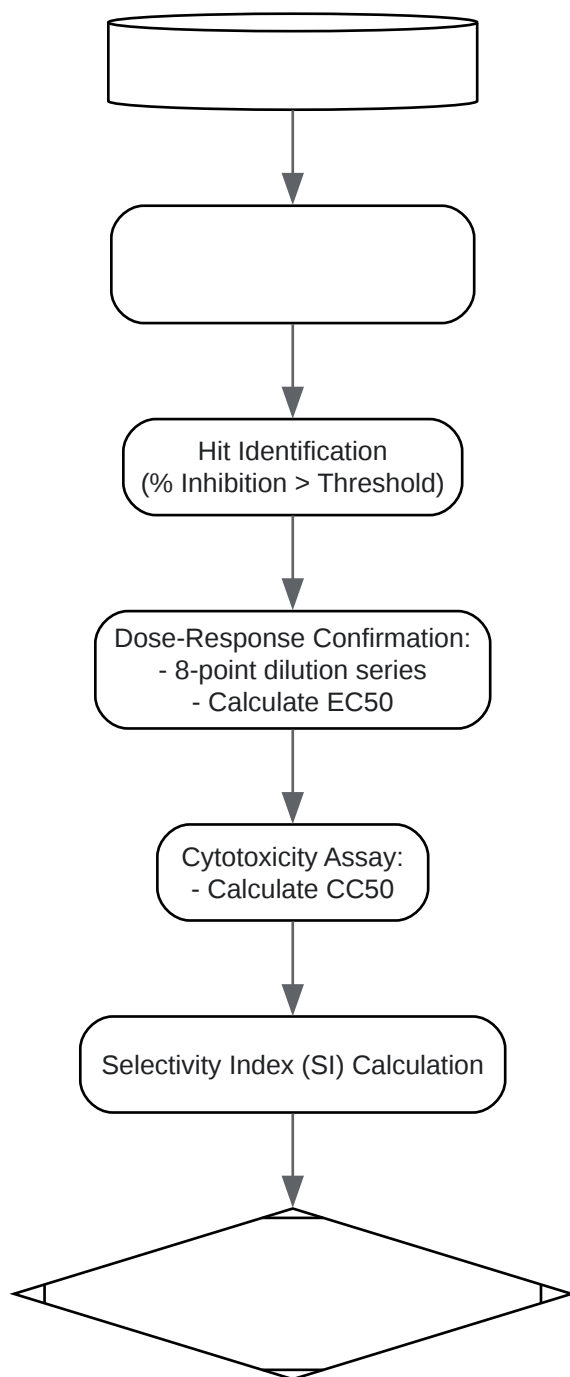 Hit Identification
(% Inhibition > Threshold)
Dose-Response Confirmation:
- 8-point dilution series
- Calculate EC50
Cytotoxicity Assay:
- Calculate CC50
Selectivity Index (SI) Calculation